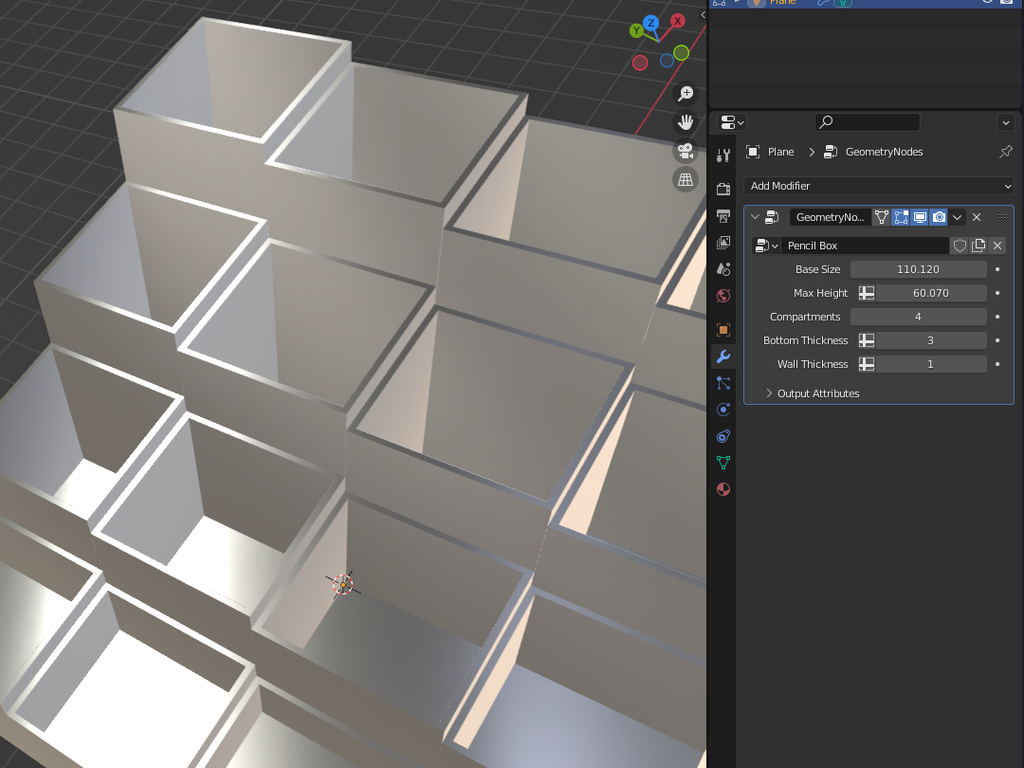 Plane
Y Z X
Plane > GeometryNodes
Add Modifier
GeometryNo...
Pencil Box
Base Size 110.120
Max Height 60.070
Compartments 4
Bottom Thickness 3
Wall Thickness 1
Output Attributes